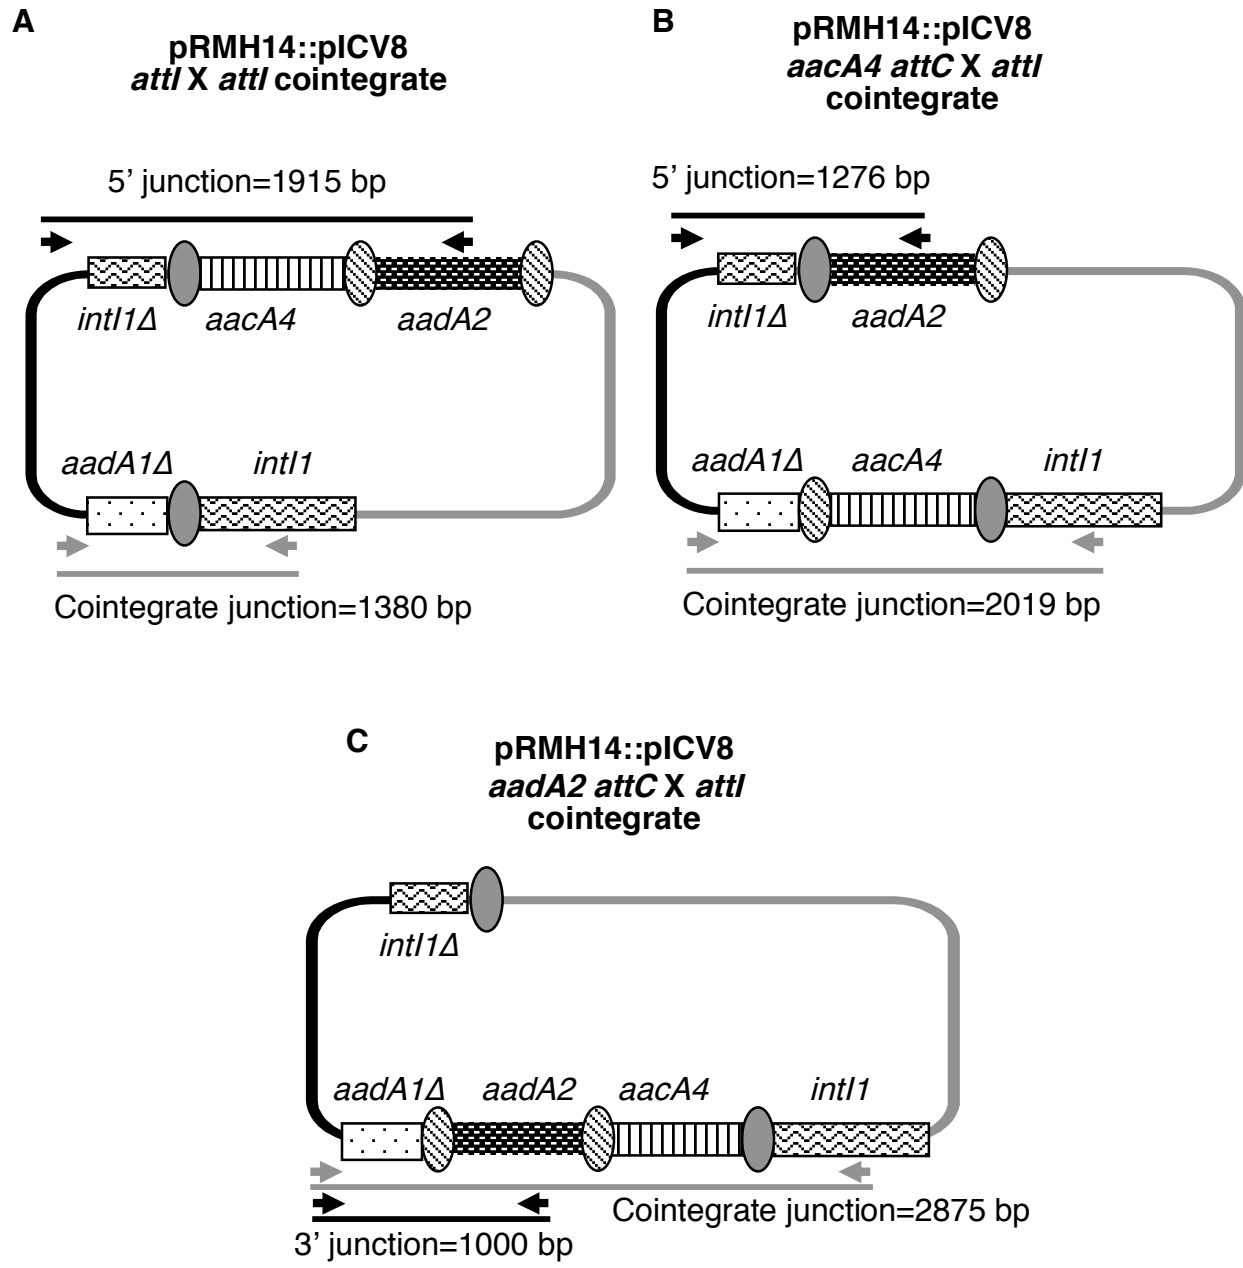 A
pRMH14::pICV8
attI X attI cointegrate
5’ junction=1915 bp
intI1Δ aacA4 aadA2
aadA1Δ intI1
Cointegrate junction=1380 bp
B
pRMH14::pICV8
aacA4 attC X attI
cointegrate
5’ junction=1276 bp
intI1Δ aadA2
aadA1Δ aacA4 intI1
Cointegrate junction=2019 bp
C
pRMH14::pICV8
aadA2 attC X attI
cointegrate
intI1Δ
aadA1Δ aadA2 aacA4 intI1
Cointegrate junction=2875 bp
3’ junction=1000 bp